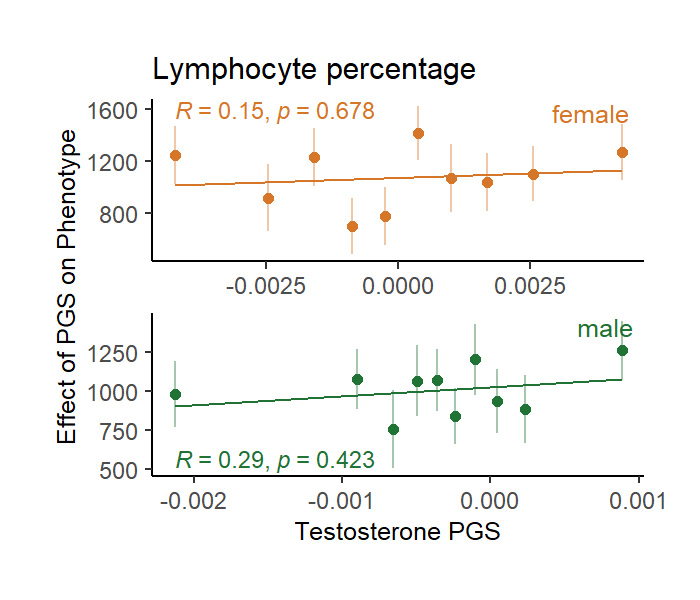 Lymphocyte percentage
Effect of PGS on Phenotype
R = 0.15, p = 0.678
female
1600
1200
800
-0.0025
0.0000
0.0025
male
1250
1000
750
500
R = 0.29, p = 0.423
-0.002
-0.001
0.000
0.001
Testosterone PGS